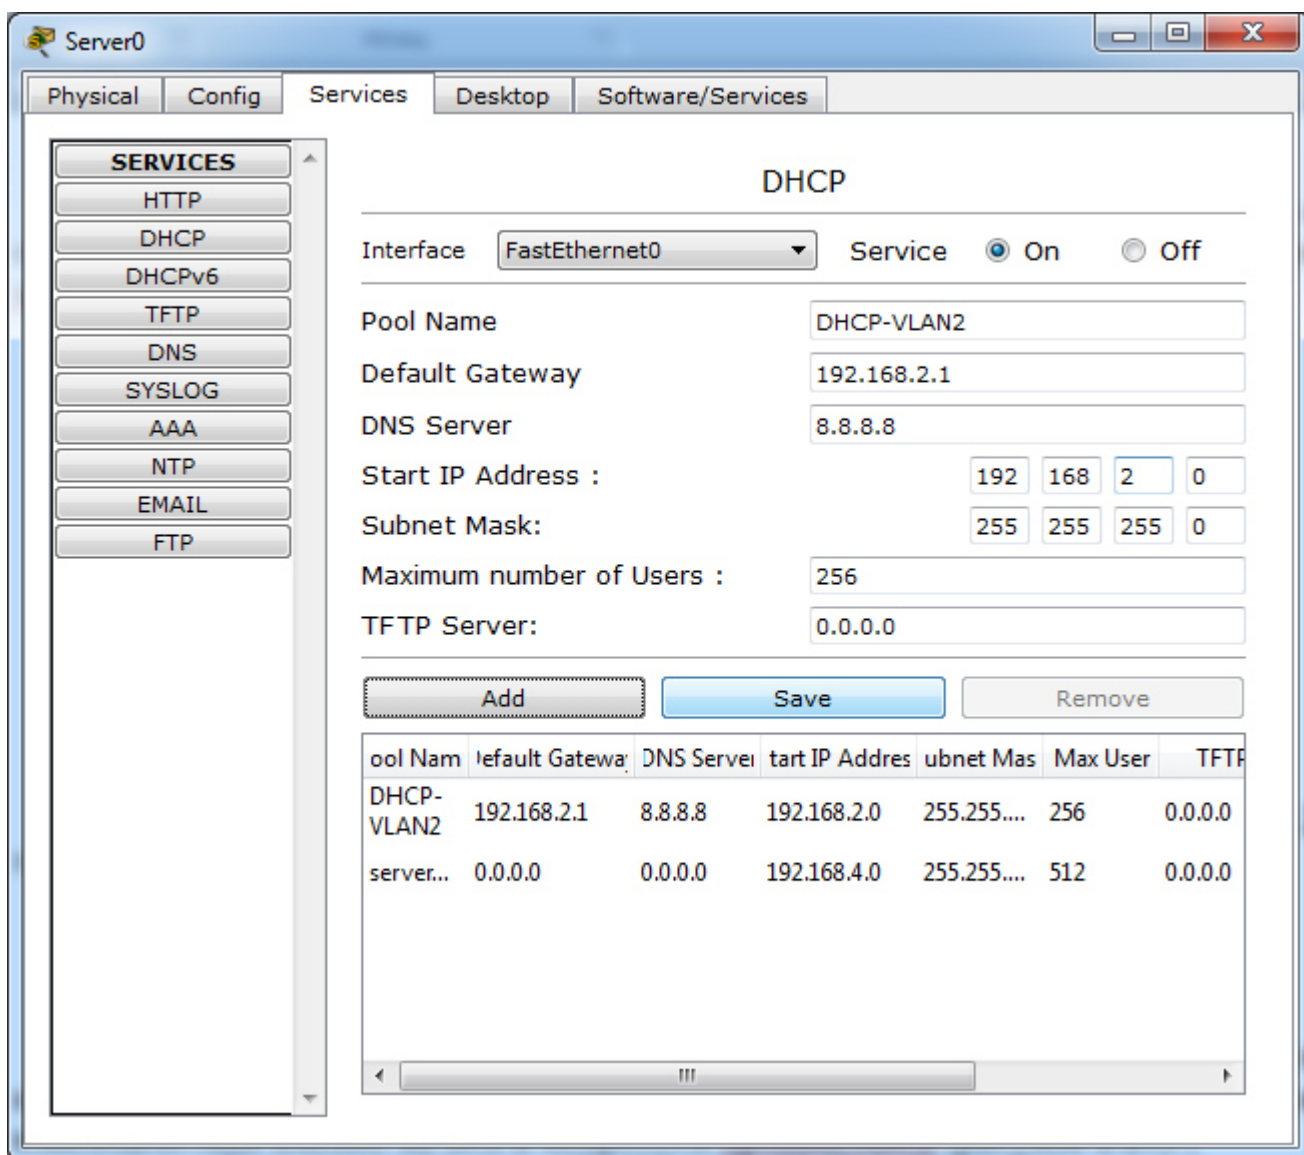 Server0
Physical Config Services Desktop Software/Services
SERVICES
HTTP
DHCP
DHCPv6
TFTP
DNS
SYSLOG
AAA
NTP
EMAIL
FTP
DHCP
Interface FastEthernet0 Service On Off
Pool Name DHCP-VLAN2
Default Gateway 192.168.2.1
DNS Server 8.8.8.8
Start IP Address : 192 168 2 0
Subnet Mask: 255 255 255 0
Maximum number of Users : 256
TFTP Server: 0.0.0.0
Add Save Remove
ool Nam efault Gateway DNS Server tart IP Addres ubnet Mas Max User TFTP
DHCP-
VLAN2 192.168.2.1 8.8.8.8 192.168.2.0 255.255.... 256 0.0.0.0
server... 0.0.0.0 0.0.0.0 192.168.4.0 255.255.... 512 0.0.0.0